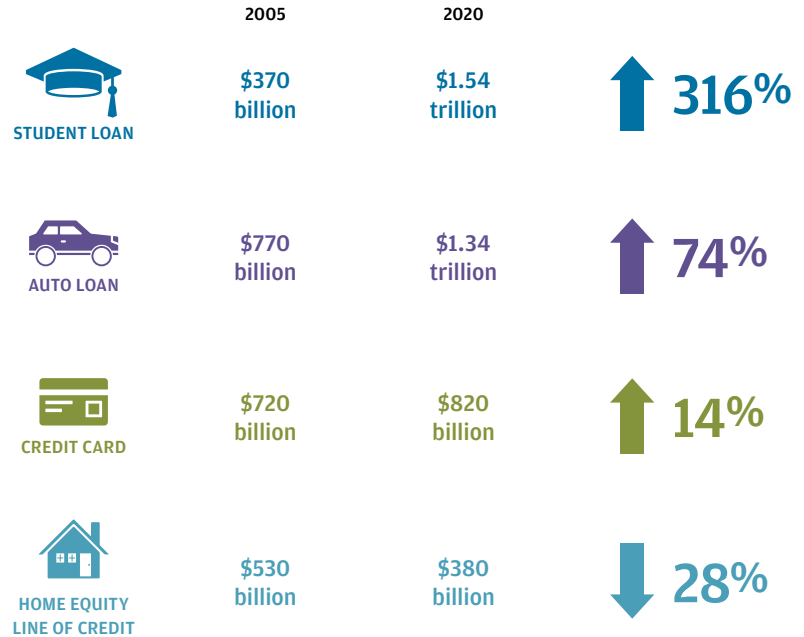 2005 2020
STUDENT LOAN
$370
billion
$1.54
trillion
316%
AUTO LOAN
$770
billion
$1.34
trillion
74%
CREDIT CARD
$720
billion
$820
billion
14%
HOME EQUITY
LINE OF CREDIT
$530
billion
$380
billion
28%